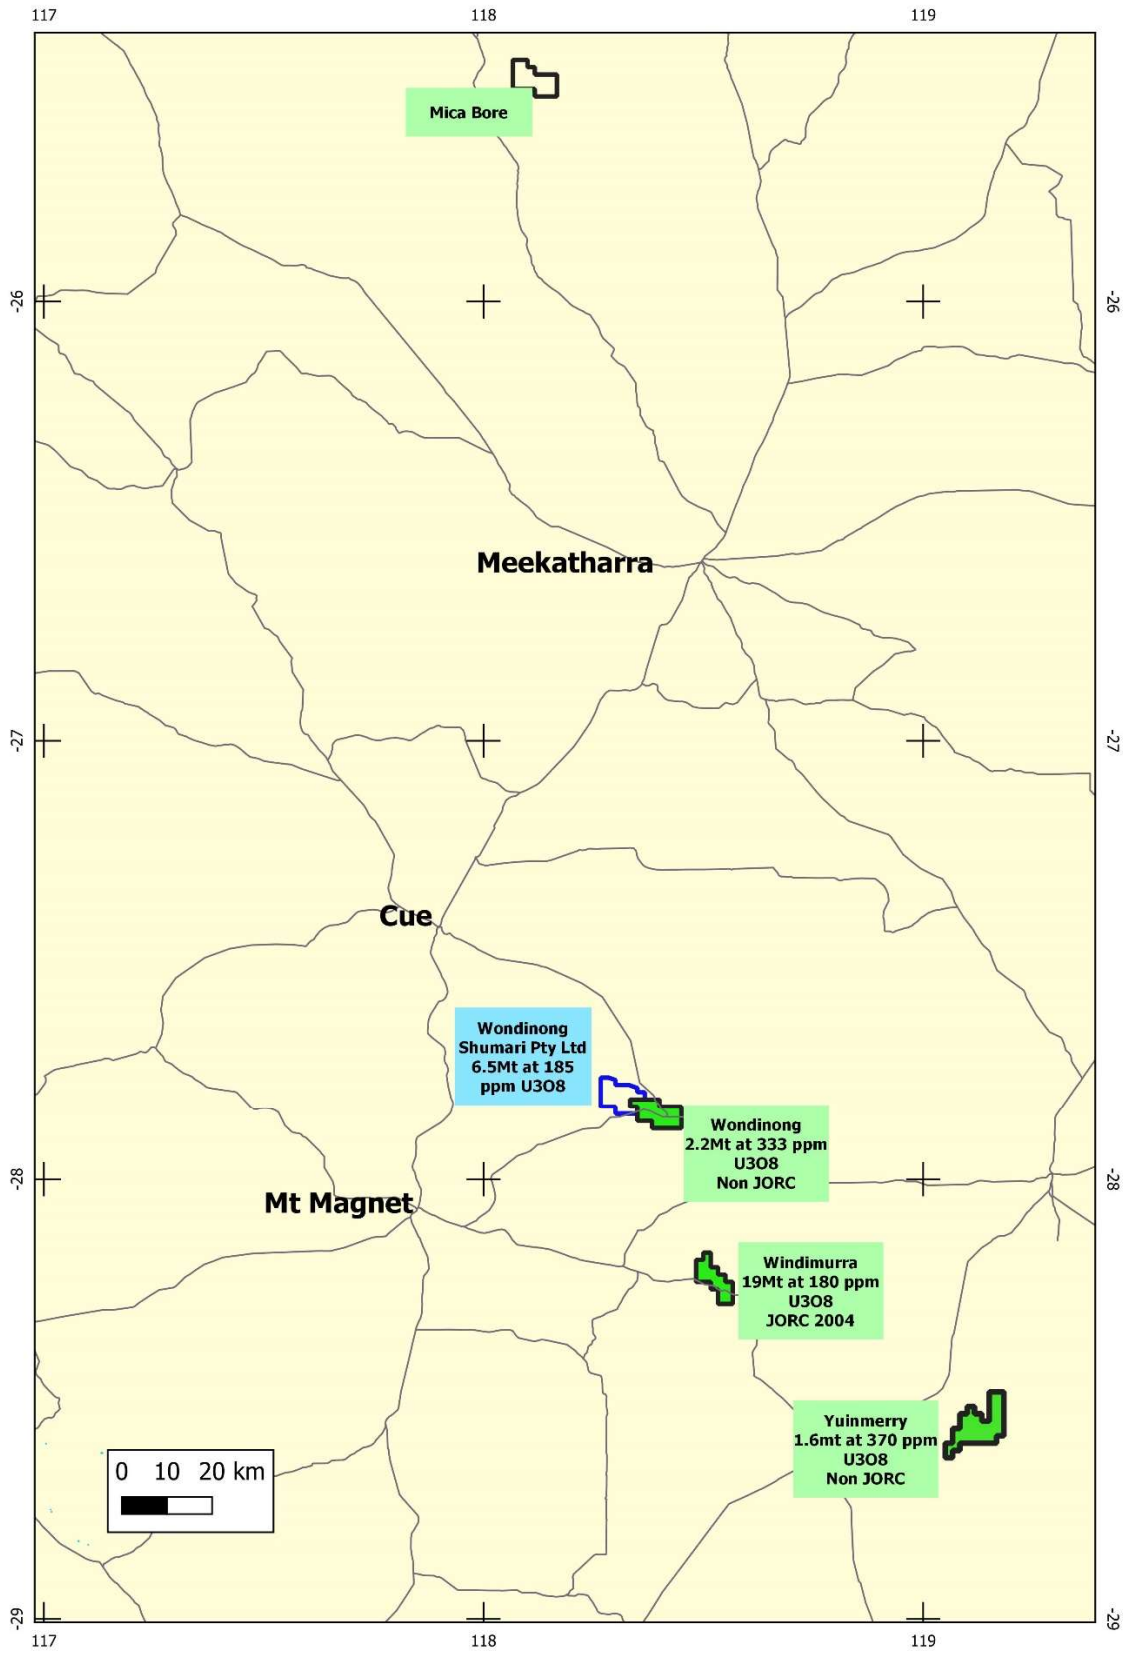 117
118
119
Mica Bore
-26
-26
Meekatharra
-27
-27
Cue
Wondinong
Shumari Pty Ltd
6.5Mt at 185
ppm U3O8
Wondinong
2.2Mt at 333 ppm
U3O8
Non JORC
-28
-28
Mt Magnet
Windimurra
19Mt at 180 ppm
U3O8
JORC 2004
Yuinmerry
1.6mt at 370 ppm
U3O8
Non JORC
0 10 20 km
-29
-29
117
118
119